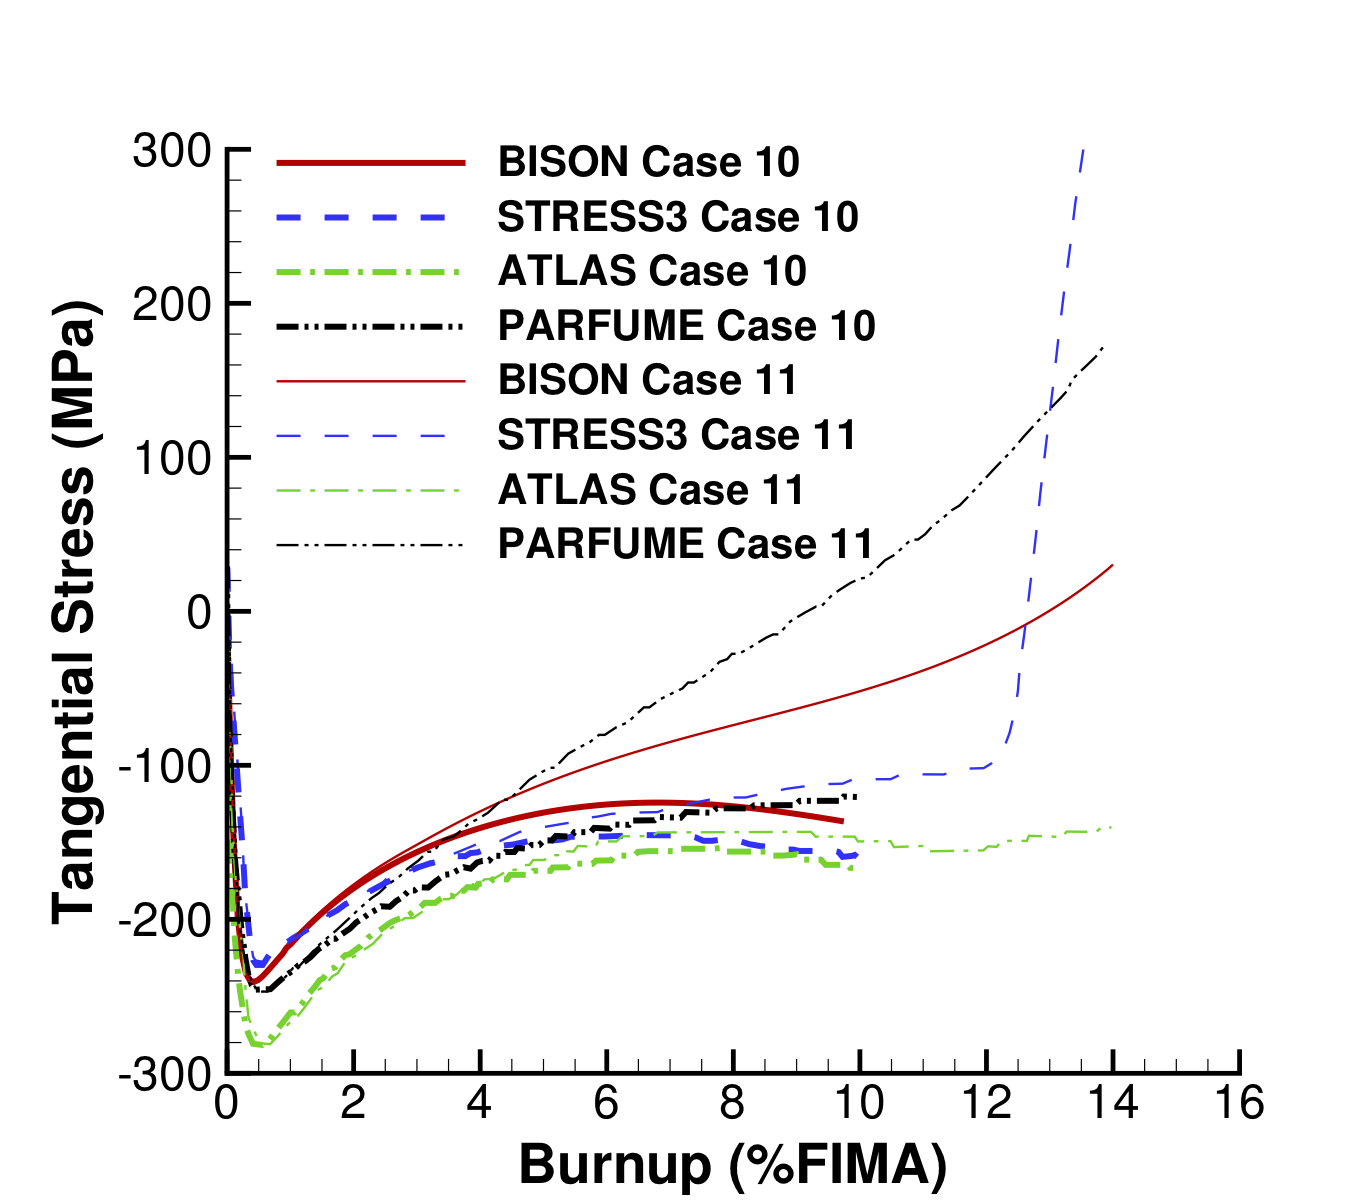 300
200
100
0
-100
-200
-300
Tangential Stress (MPa)
BISON Case 10
STRESS3 Case 10
ATLAS Case 10
PARFUME Case 10
BISON Case 11
STRESS3 Case 11
ATLAS Case 11
PARFUME Case 11
0 2 4 6 8 10 12 14 16
Burnup (%FIMA)